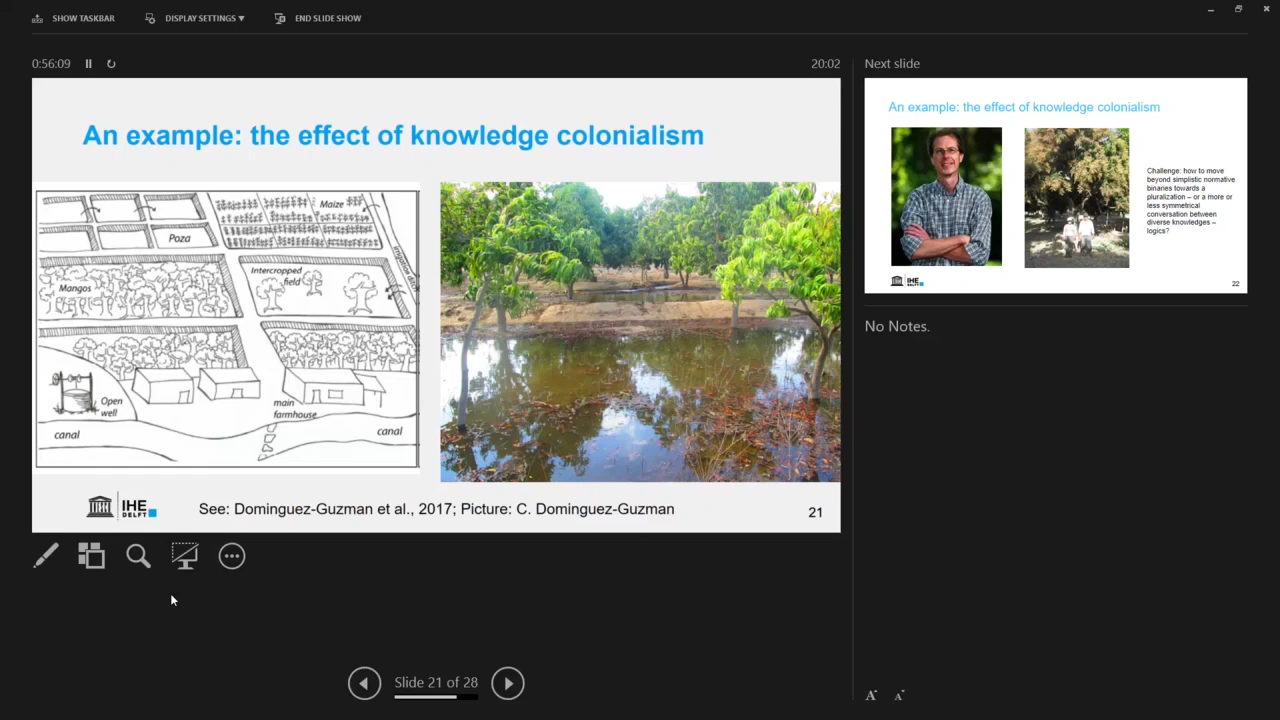 SHOW TASKBAR
DISPLAY SETTINGS ▼
END SLIDE SHOW
0:56:09
20:02
Next slide
An example: the effect of knowledge colonialism
Poza
Maize
Mangos
Intercropped
field
Open
well
main
farmhouse
canal
canal
IHE
DELFT
See: Dominguez-Guzman et al., 2017; Picture: C. Dominguez-Guzman
21
An example: the effect of knowledge colonialism
Challenge: how to move
beyond simplistic normative
binaries towards a
pluralization – or a more or
less symmetrical
conversation between
diverse knowledges –
logics?
IHE
DELFT
22
No Notes.
Slide 21 of 28
A A